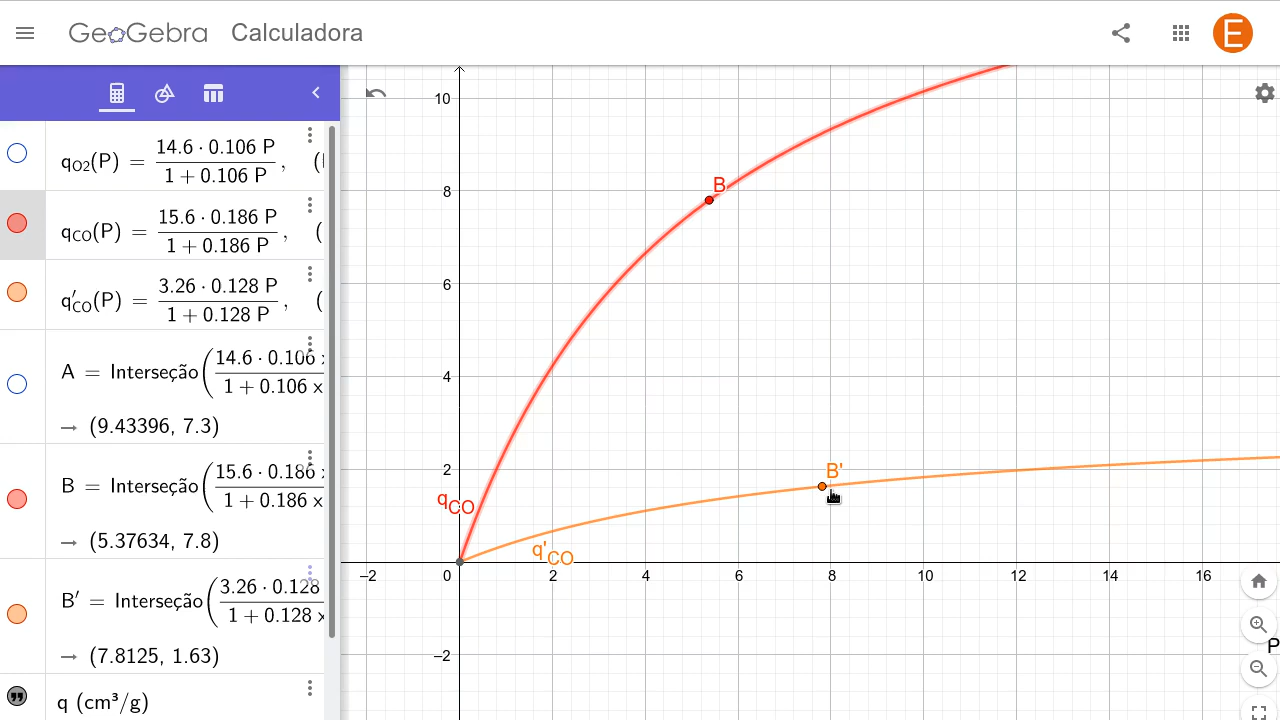 GeoGebra Calculadora E
q_O2(P) = (14.6 · 0.106 P)/(1 + 0.106 P) ,
q_CO(P) = (15.6 · 0.186 P)/(1 + 0.186 P) , (
q′_CO(P) = (3.26 · 0.128 P)/(1 + 0.128 P) , (
A = Interseção((14.6 · 0.106 x)/(1 + 0.106 x
→ (9.43396, 7.3)
B = Interseção((15.6 · 0.186 x)/(1 + 0.186 x
→ (5.37634, 7.8)
B′ = Interseção((3.26 · 0.128)/(1 + 0.128 x
→ (7.8125, 1.63)
q (cm³/g)
10
8
6
4
2
–2
B
B'
q_CO
q'_CO
–2 0 2 4 6 8 10 12 14 16
P